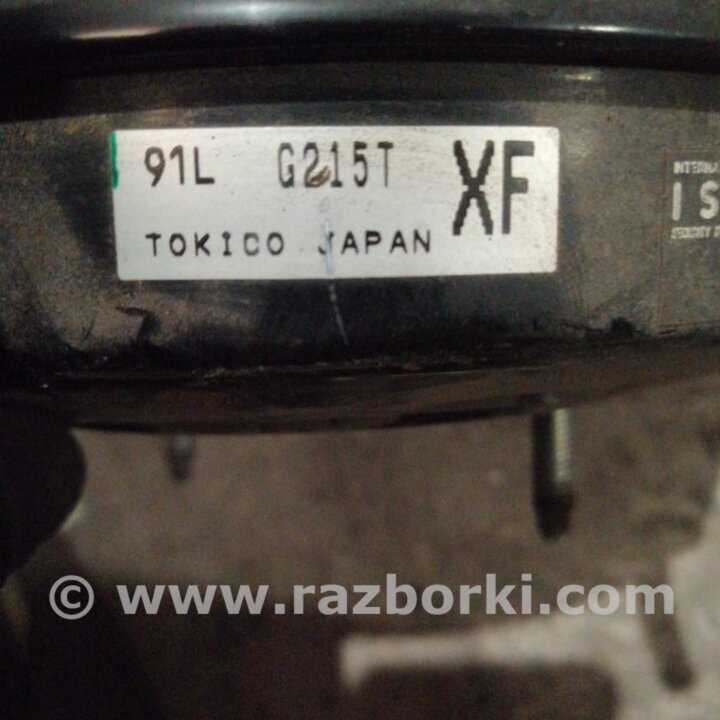 91L G215T XF
TOKICO JAPAN
I S
© www.razborki.com